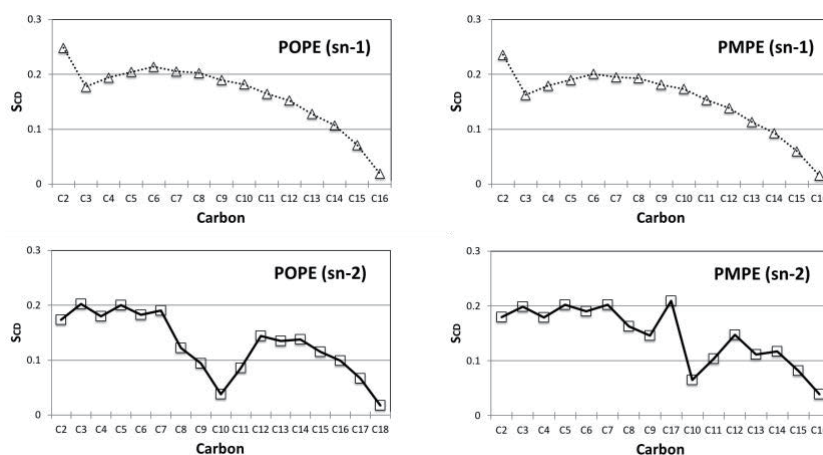 0.3
POPE (sn-1)
0.2
SCD
0.1
0
C2 C3 C4 C5 C6 C7 C8 C9 C10 C11 C12 C13 C14 C15 C16
Carbon
0.3
PMPE (sn-1)
0.2
SCD
0.1
0
C2 C3 C4 C5 C6 C7 C8 C9 C10 C11 C12 C13 C14 C15
Carbon
0.3
POPE (sn-2)
0.2
SCD
0.1
0
C2 C3 C4 C5 C6 C7 C8 C9 C10 C11 C12 C13 C14 C15 C16 C17 C18
Carbon
0.3
PMPE (sn-2)
0.2
SCD
0.1
0
C2 C3 C4 C5 C6 C7 C8 C9 C17 C10 C11 C12 C13 C14 C15
Carbon